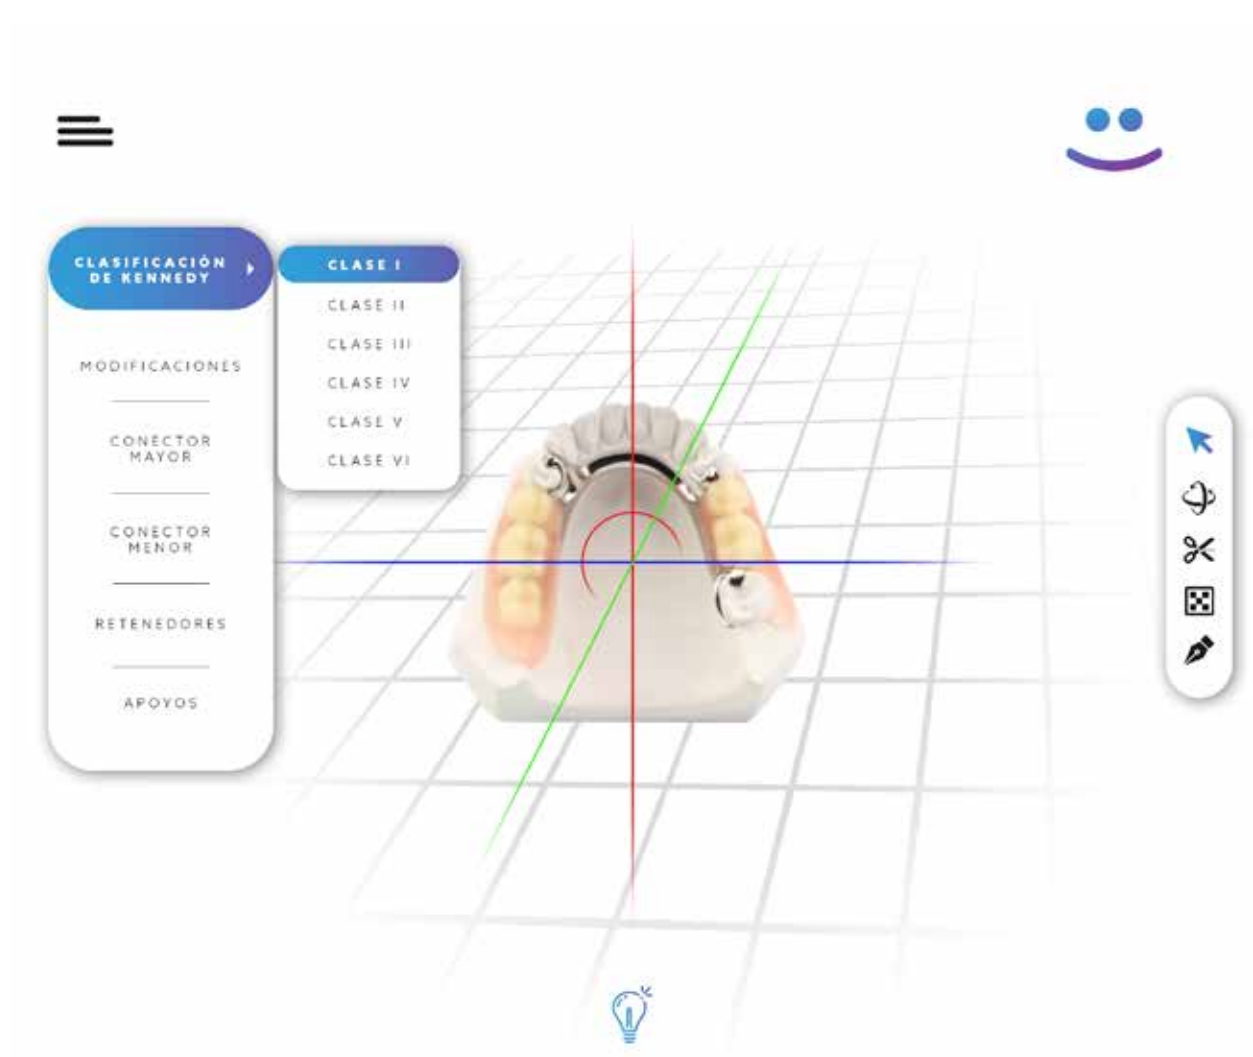 CLASIFICACIÓN
DE KENNEDY
MODIFICACIONES
CONECTOR
MAYOR
CONECTOR
MENOR
RETENEDORES
APOYOS
CLASE I
CLASE II
CLASE III
CLASE IV
CLASE V
CLASE VI